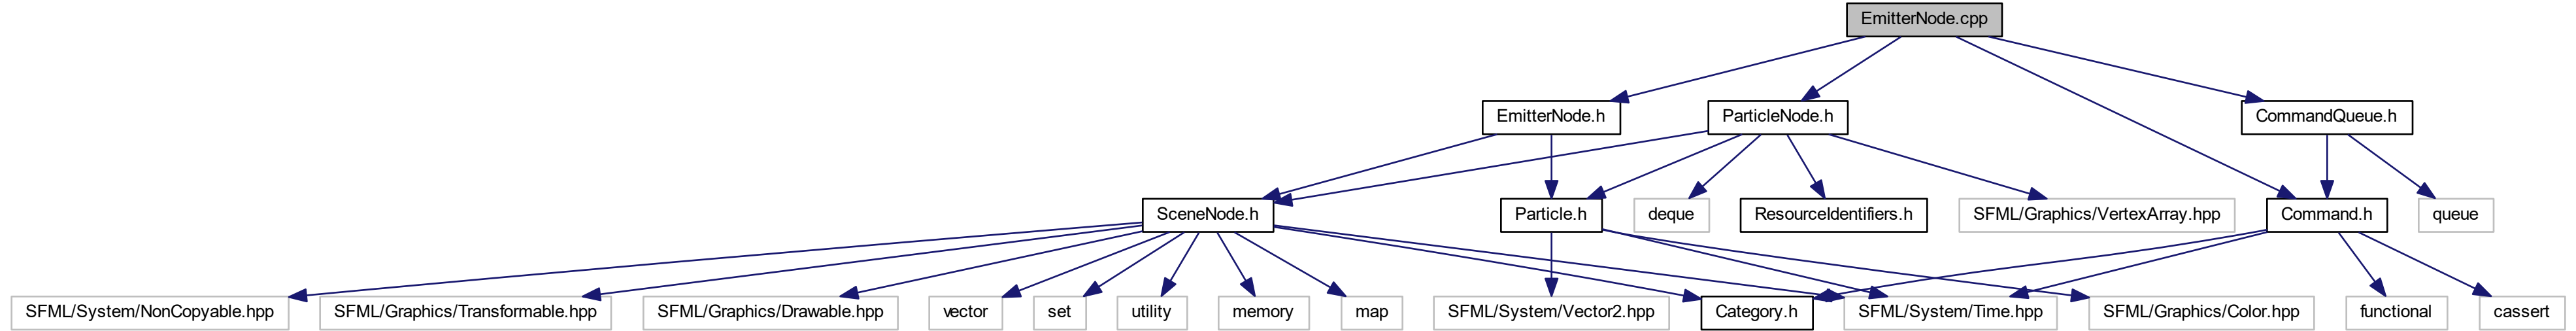 EmitterNode.cpp
EmitterNode.h
ParticleNode.h
CommandQueue.h
SceneNode.h
Particle.h
deque
ResourceIdentifiers.h
SFML/Graphics/VertexArray.hpp
Command.h
queue
SFML/System/NonCopyable.hpp
SFML/Graphics/Transformable.hpp
SFML/Graphics/Drawable.hpp
vector
set
utility
memory
map
SFML/System/Vector2.hpp
Category.h
SFML/System/Time.hpp
SFML/Graphics/Color.hpp
functional
cassert